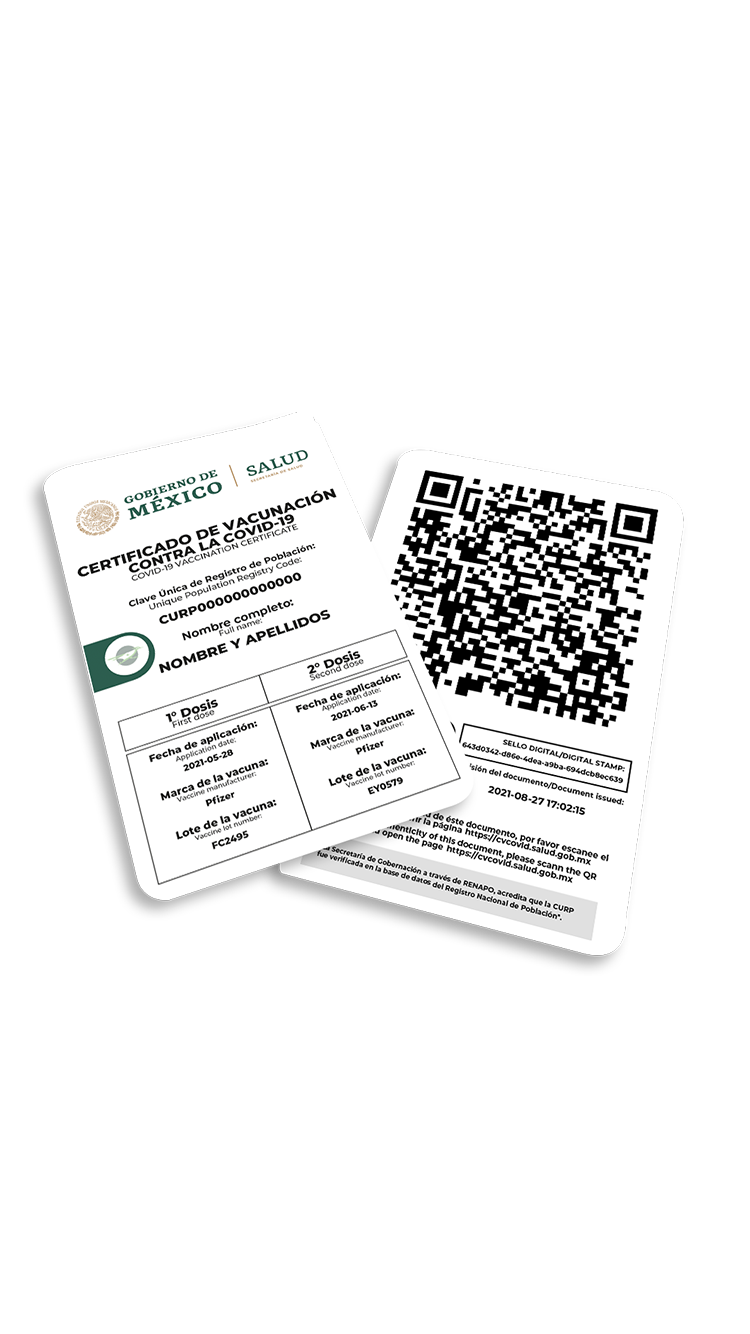 GOBIERNO DE
MÉXICO
SALUD
SECRETARÍA DE SALUD
CERTIFICADO DE VACUNACIÓN
CONTRA LA COVID-19
COVID-19 VACCINATION CERTIFICATE
Clave Única de Registro de Población:
Unique Population Registry Code:
CURP000000000000
Nombre completo:
Full name:
NOMBRE Y APELLIDOS
1° Dosis
First dose
Fecha de aplicación:
Application date:
2021-05-28
Marca de la vacuna:
Vaccine manufacturer:
Pfizer
Lote de la vacuna:
Vaccine lot number:
FC2495
2° Dosis
Second dose
Fecha de aplicación:
Application date:
2021-06-13
Marca de la vacuna:
Vaccine manufacturer:
Pfizer
Lote de la vacuna:
Vaccine lot number:
EY0579
SELLO DIGITAL/DIGITAL STAMP:
643d0342-d86e-4dea-a9ba-694dcb8ec639
del documento/Document issued:
2021-08-27 17:02:15
de éste documento, por favor escanee el
la página https://cvcovid.salud.gob.mx
of this document, please scann the QR
open the page https://cvcovid.salud.gob.mx
Secretaría de Gobernación a través de RENAPO, acredita que la CURP
fue verificada en la base de datos del Registro Nacional de Población".